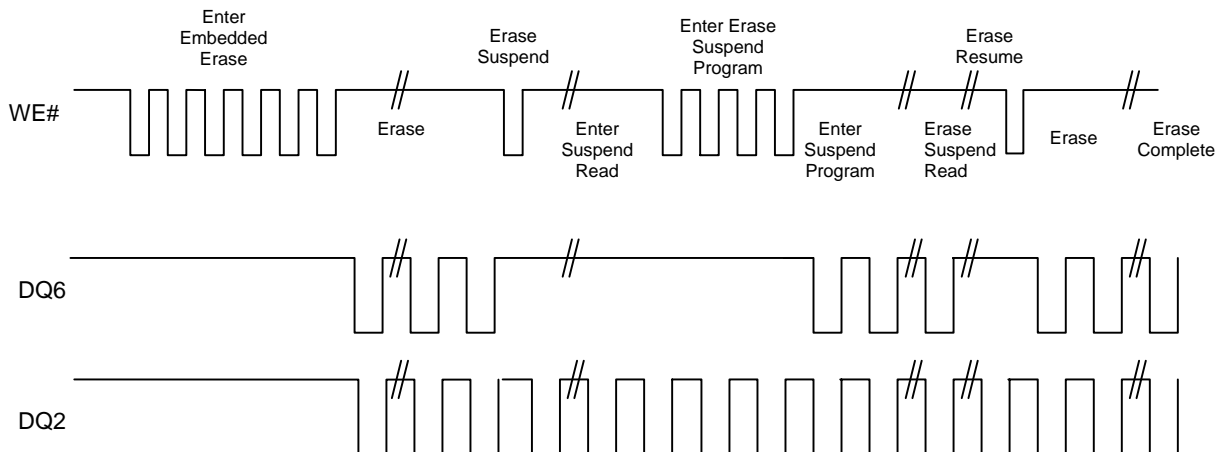 Enter
Embedded
Erase
Erase
Suspend
Enter Erase
Suspend
Program
Erase
Resume
WE#
Erase
Enter
Suspend
Read
Enter
Suspend
Program
Erase
Suspend
Read
Erase
Erase
Complete
DQ6
DQ2